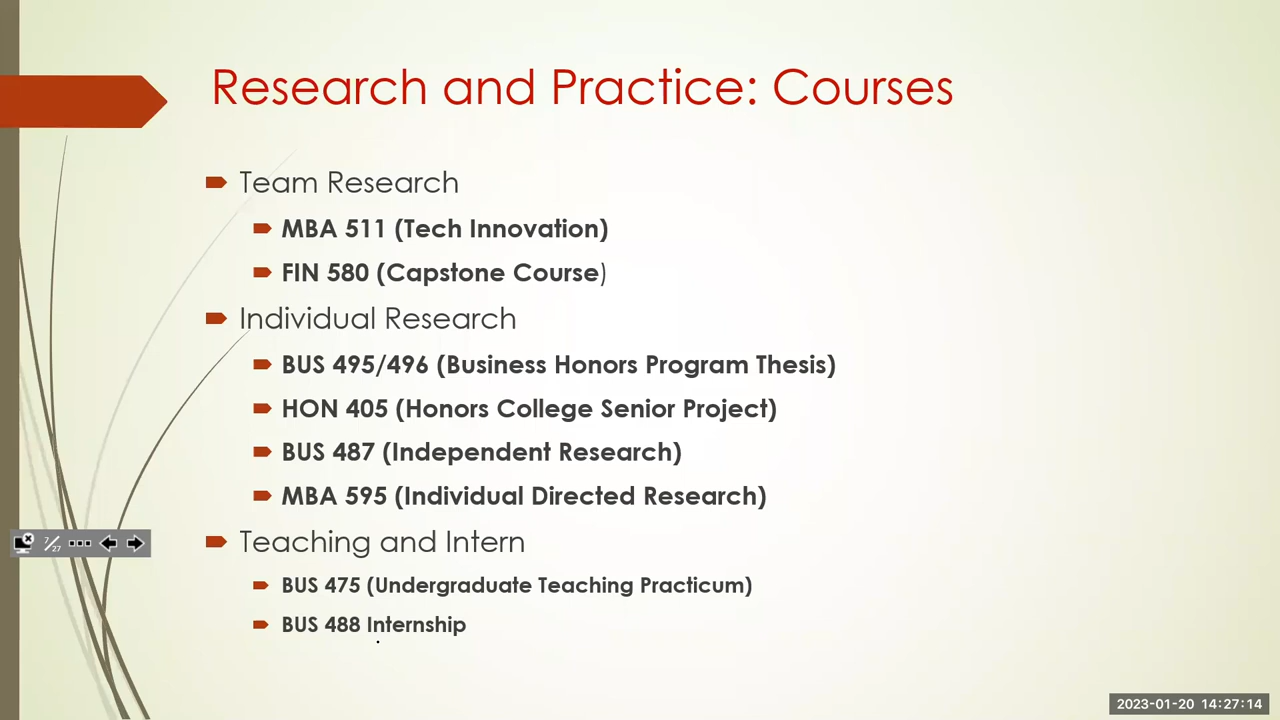 Research and Practice: Courses
Team Research
MBA 511 (Tech Innovation)
FIN 580 (Capstone Course)
Individual Research
BUS 495/496 (Business Honors Program Thesis)
HON 405 (Honors College Senior Project)
BUS 487 (Independent Research)
MBA 595 (Individual Directed Research)
7/27
Teaching and Intern
BUS 475 (Undergraduate Teaching Practicum)
BUS 488 Internship
2023-01-20 14:27:14